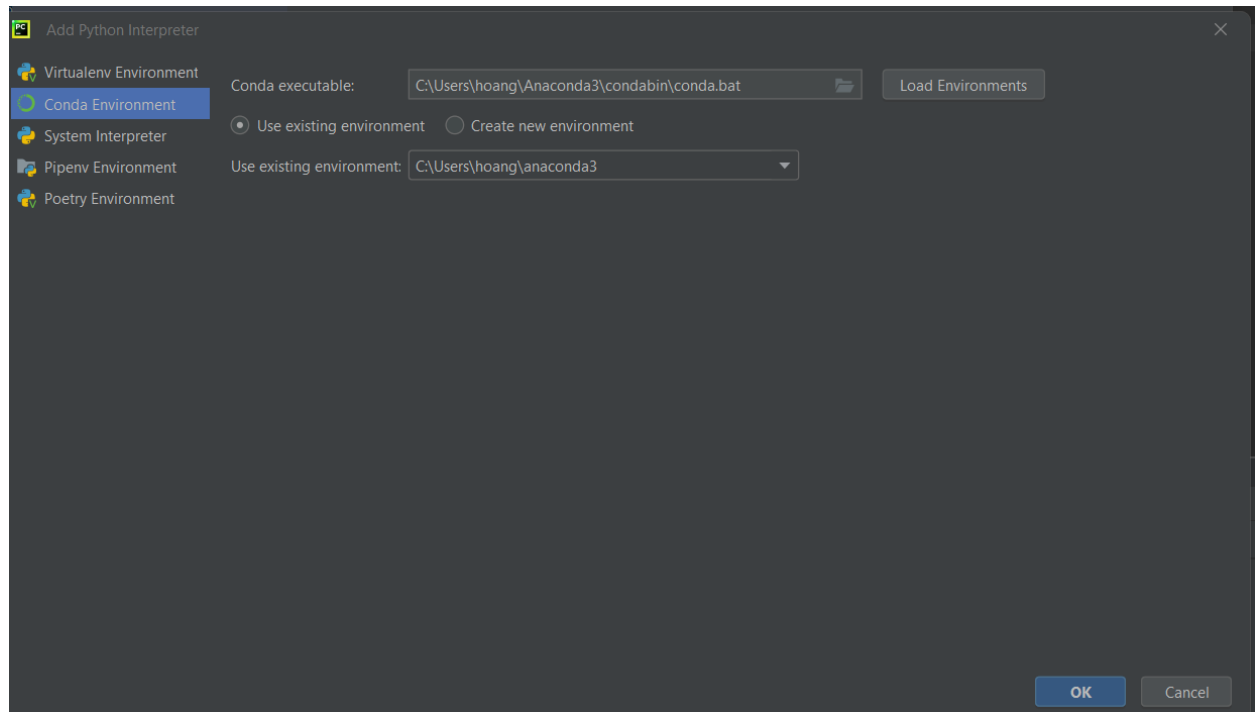 PC
Add Python Interpreter
Virtualenv Environment
Conda Environment
System Interpreter
Pipenv Environment
Poetry Environment
Conda executable: C:\Users\hoang\Anaconda3\condabin\conda.bat Load Environments
Use existing environment Create new environment
Use existing environment: C:\Users\hoang\anaconda3
OK Cancel